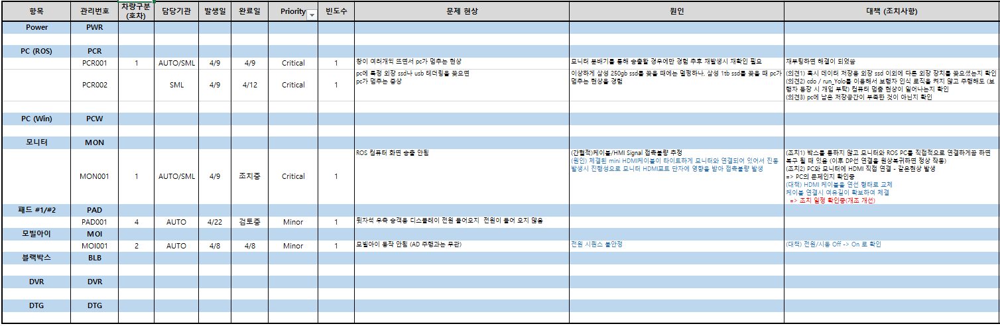 항목 관리번호 차량구분 (호차) 담당기관 발생일 완료일 Priority 빈도수 문제 현상 원인 대책 (조치사항)
Power PWR
PC (ROS) PCR
PCR001 1 AUTO/SML 4/9 4/9 Critical 1 창이 여러개씩 뜨면서 pc가 멈추는 현상 모니터 분배기를 통해 송출할 경우에만 경험 추후 재발생시 재확인 필요 재부팅하면 해결이 되었음
PCR002 SML 4/9 4/12 Critical 1
pc에 특정 외장 ssd나 usb 테더링을 꽂으면
pc가 멈추는 증상
이상하게 삼성 250gb ssd를 꽂을 때에는 멀쩡하나, 삼성 1tb ssd를 꽂을 때 pc가
멈추는 현상을 경험
(의견1) 혹시 데이터 저장용 외장 ssd 이외에 다른 외장 장치를 꽂으셨는지 확인
(의견2) cdo / run_Yolo를 이용해서 보행자 인식 로직을 켜지 않고 주행해도 (보
행자 등장 시 개입 부탁) 컴퓨터 멈춤 현상이 일어나는지 확인
(의견3) pc에 남은 저장공간이 부족한 것이 아닌지 확인
PC (Win) PCW
모니터 MON
MON001 1 AUTO/SML 4/9 조치중 Critical 1
ROS 컴퓨터 화면 송출 안됨
(간헐적)케이블/HMI Signal 접촉불량 추정
(원인) 체결된 mini HDMI케이블이 타이트하게 모니터와 연결되어 있어서 진동
발생시 진행성으로 모니터 HDMI포트 단자에 영향을 받아 접촉불량 발생
(조치1) 박스를 통하지 않고 모니터와 ROS PC를 직접적으로 연결하게끔 하면
복구 될 때 있음 (이후 DP선 연결을 원상복귀하면 정상 작동)
(조치2) PC와 모니터에 HDMI 직접 연결 - 같은현상 발생
=> PC의 문제인지 확인중
(대책) HDMI 케이블을 연선 형태로 교체
케이블 연결시 여유길이 확보하여 체결
=> 조치 일정 확인중(개조 개선)
패드 #1/#2 PAD
PAD001 4 AUTO 4/22 검토중 Minor 1 뒷자석 우측 승객용 디스플레이 전원 들어오지 전원이 들어 오지 않음
모빌아이 MOI
MOI001 2 AUTO 4/8 4/8 Minor 1 모빌아이 동작 안됨 (AD 주행과는 무관) 전원 시퀀스 불안정 (대책) 전원/시동 Off -> On 로 확인
블랙박스 BLB
DVR DVR
DTG DTG